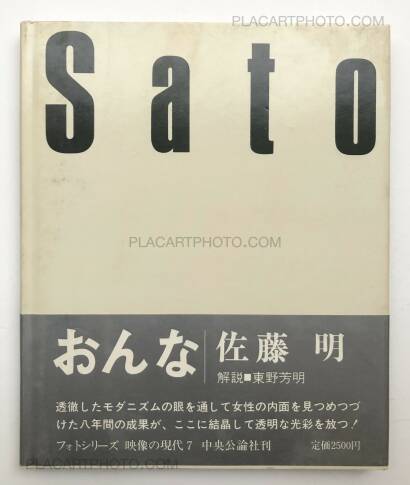 PLACARTPHOTO.COM
Sato
PLACARTPHOTO.COM
おんな
佐藤 明
解説■東野芳明
透徹したモダニズムの眼を通して女性の内面を見つめつづ
けた八年間の成果が、ここに結晶して透明な光彩を放つ!
フォトシリーズ 映像の現代7 中央公論社刊 定価2500円
PLACARTPHOTO.COM